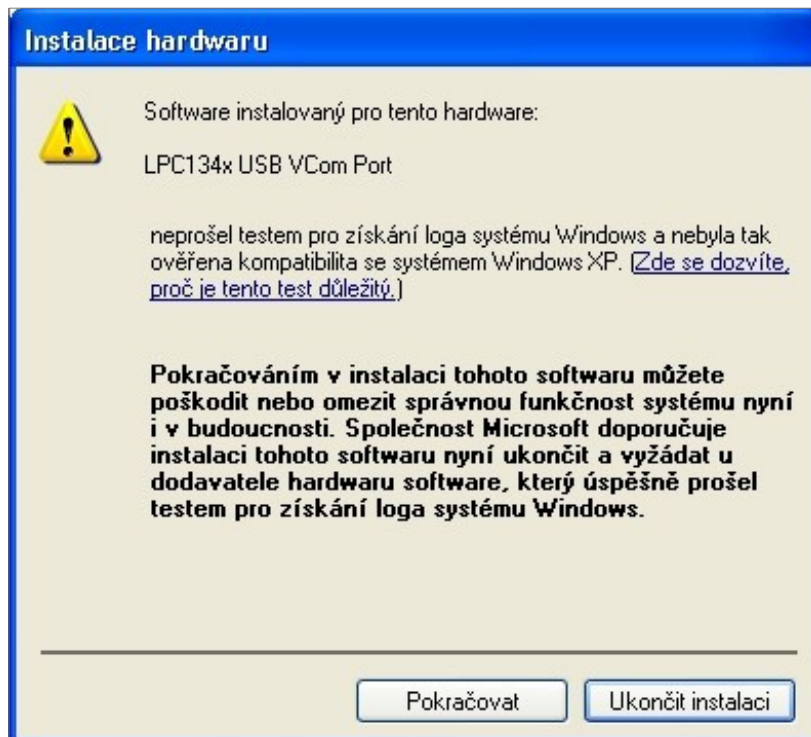 Instalace hardwaru
Software instalovaný pro tento hardware:
LPC134x USB VCom Port
neprošel testem pro získání loga systému Windows a nebyla tak
ověřena kompatibilita se systémem Windows XP. (Zde se dozvíte,
proč je tento test důležitý.)
Pokračováním v instalaci tohoto softwaru můžete
poškodit nebo omezit správnou funkčnost systému nyní
i v budoucnosti. Společnost Microsoft doporučuje
instalaci tohoto softwaru nyní ukončit a vyžádat u
dodavatele hardwaru software, který úspěšně prošel
testem pro získání loga systému Windows.
Pokračovat
Ukončit instalaci